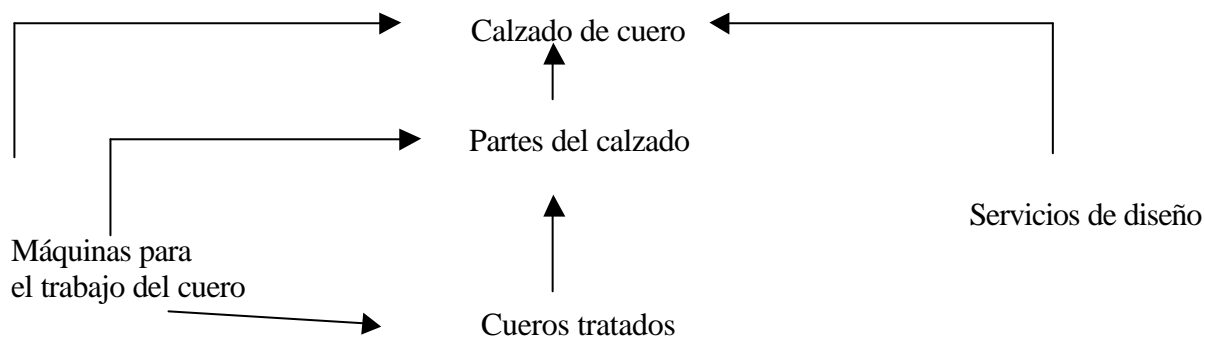 Calzado de cuero
Partes del calzado
Servicios de diseño
Máquinas para
el trabajo del cuero
Cueros tratados